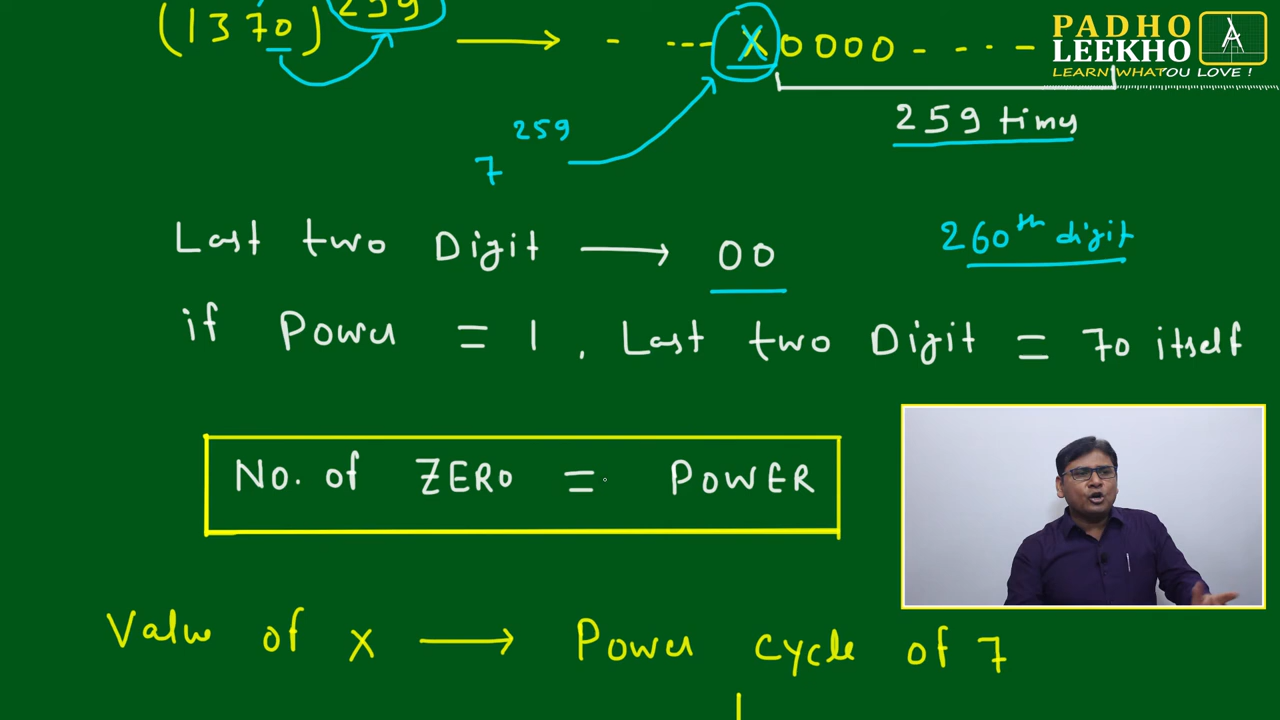 (1370)259 ⟶ - --- X0000 - - - - -
PADHO
LEEKHO
LEARN WHAT YOU LOVE !
259 times
7 259
Last two Digit ⟶ 00
260th digit
if Power = 1, Last two Digit = 70 itself
No. of ZERO = POWER
Value of x ⟶ Power cycle of 7